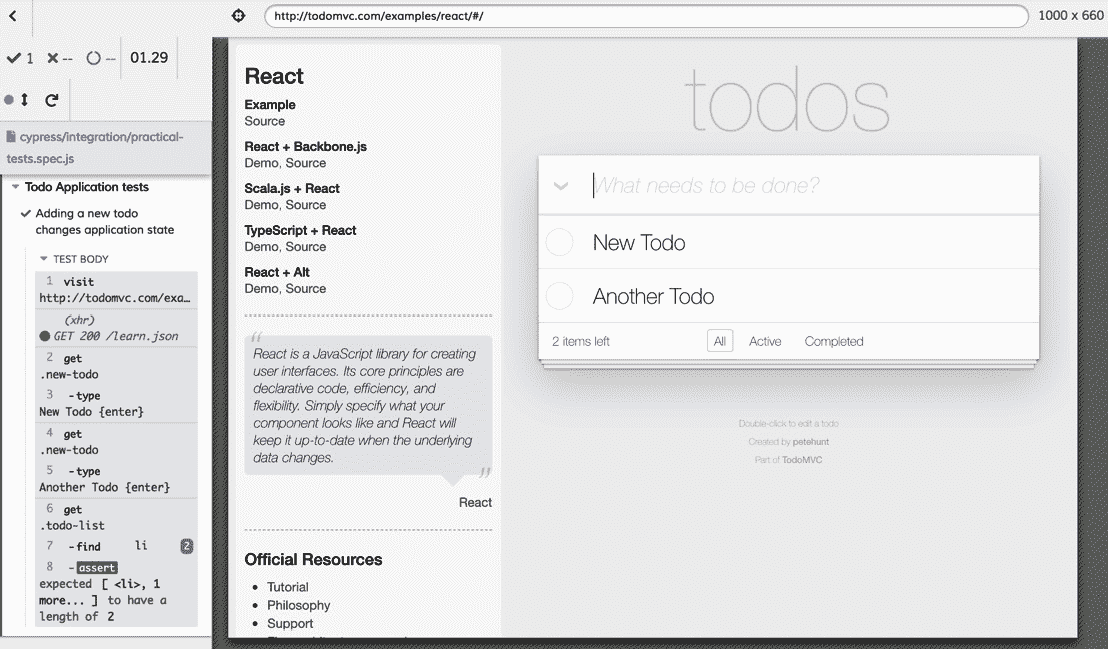 http://todomvc.com/examples/react/#/
1000 x 660
1 -- -- 01.29
cypress/integration/practical-
tests.spec.js
Todo Application tests
Adding a new todo
changes application state
TEST BODY
1 visit
http://todomvc.com/exa…
(xhr)
GET 200 /learn.json
2 get
.new-todo
3 -type
New Todo {enter}
4 get
.new-todo
5 -type
Another Todo {enter}
6 get
.todo-list
7 -find li 2
8 -assert
expected [ <li>, 1
more... ] to have a
length of 2
React
Example
Source
React + Backbone.js
Demo, Source
Scala.js + React
Demo, Source
TypeScript + React
Demo, Source
React + Alt
Demo, Source
“
React is a JavaScript library for creating
user interfaces. Its core principles are
declarative code, efficiency, and
flexibility. Simply specify what your
component looks like and React will
keep it up-to-date when the underlying
data changes.
”
React
Official Resources
• Tutorial
• Philosophy
• Support
todos
What needs to be done?
New Todo
Another Todo
2 items left All Active Completed
Double-click to edit a todo
Created by petehunt
Part of TodoMVC